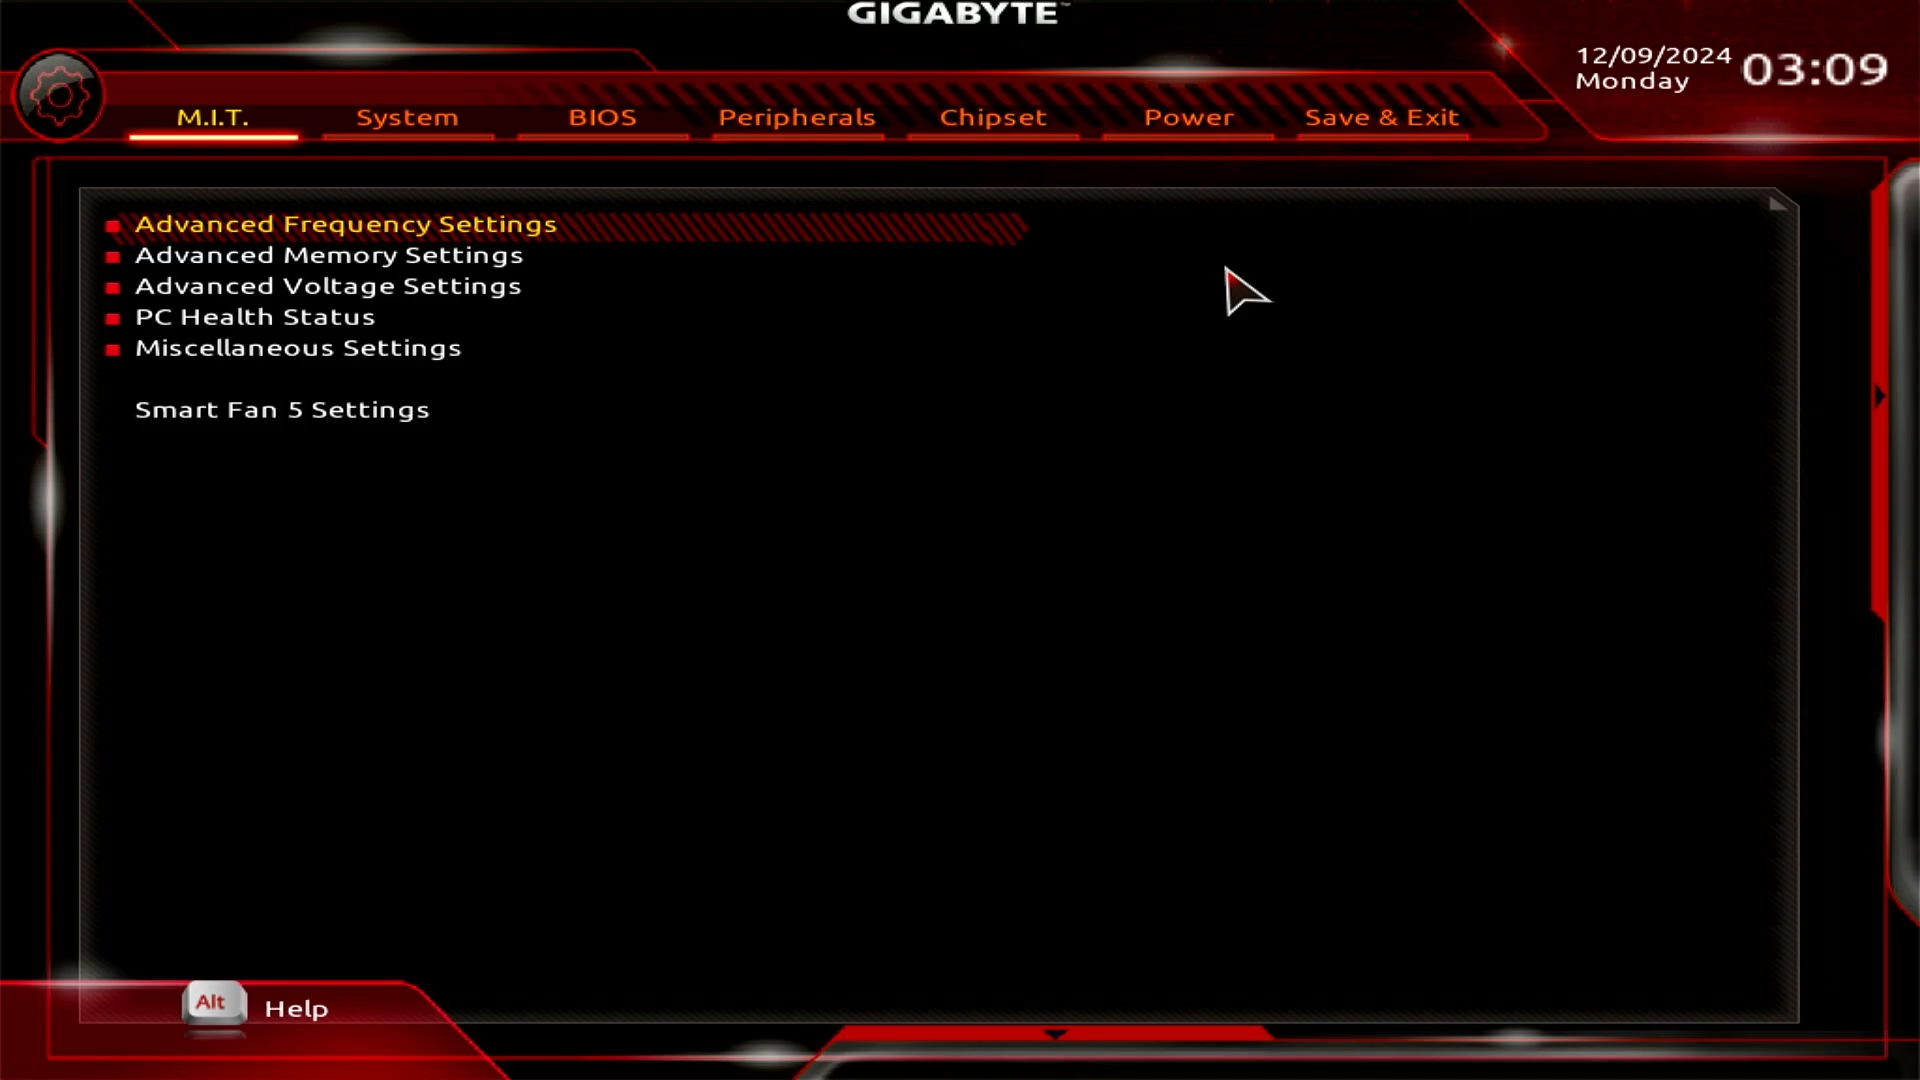 GIGABYTE™
12/09/2024
Monday
03:09
M.I.T.
System
BIOS
Peripherals
Chipset
Power
Save & Exit
Advanced Frequency Settings
Advanced Memory Settings
Advanced Voltage Settings
PC Health Status
Miscellaneous Settings
Smart Fan 5 Settings
Alt
Help